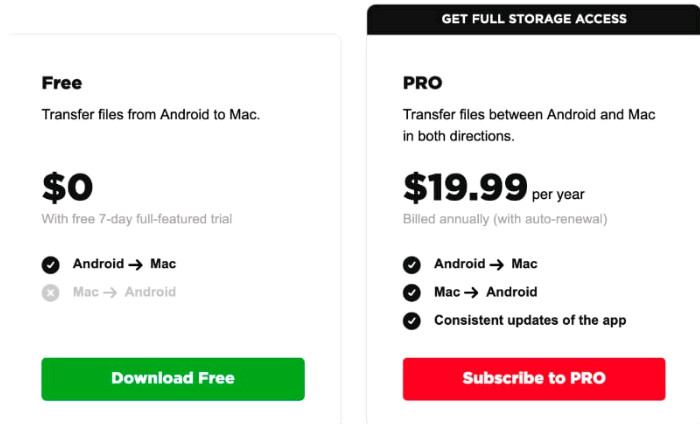 GET FULL STORAGE ACCESS
Free
Transfer files from Android to Mac.
$0
With free 7-day full-featured trial
Android → Mac
Mac → Android
Download Free
PRO
Transfer files between Android and Mac
in both directions.
$19.99 per year
Billed annually (with auto-renewal)
Android → Mac
Mac → Android
Consistent updates of the app
Subscribe to PRO